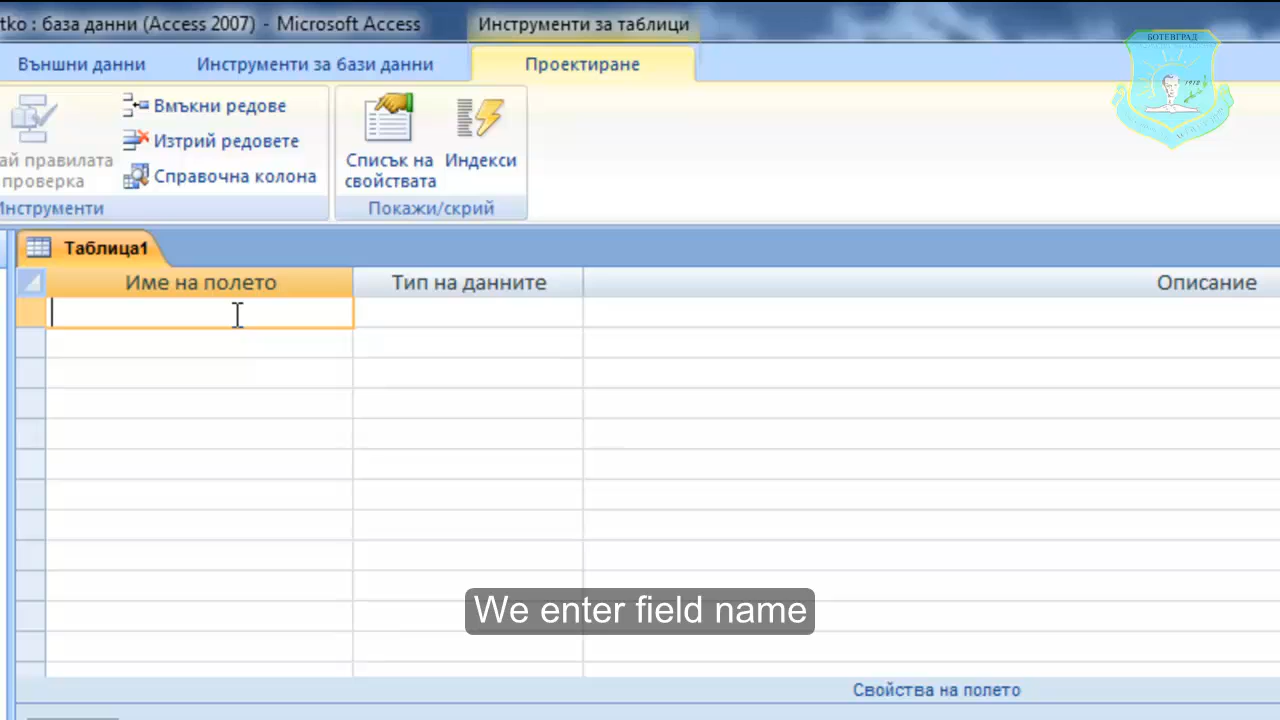 tko : база данни (Access 2007) - Microsoft Access
Инструменти за таблици
БОТЕВГРАД
Външни данни
Инструменти за бази данни
Проектиране
Вмъкни редове
Изтрий редовете
Справочна колона
ай правилата
проверка
Списък на
свойствата
Индекси
Инструменти
Покажи/скрий
Таблица1
Име на полето
Тип на данните
Описание
We enter field name
Свойства на полето